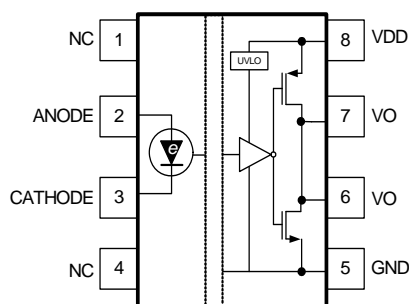 NC 1
ANODE 2
CATHODE 3
NC 4
e
UVLO
8 VDD
7 VO
6 VO
5 GND